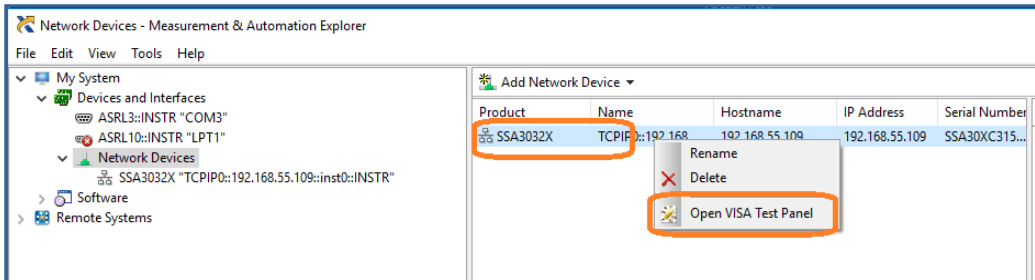 Network Devices - Measurement & Automation Explorer
File Edit View Tools Help
My System
Devices and Interfaces
ASRL3::INSTR "COM3"
ASRL10::INSTR "LPT1"
Network Devices
SSA3032X "TCPIP0::192.168.55.109::inst0::INSTR"
Software
Remote Systems
Add Network Device
Product Name Hostname IP Address Serial Number
SSA3032X TCPIP0::192.168 192.168.55.109 192.168.55.109 SSA30XC315...
Rename
Delete
Open VISA Test Panel